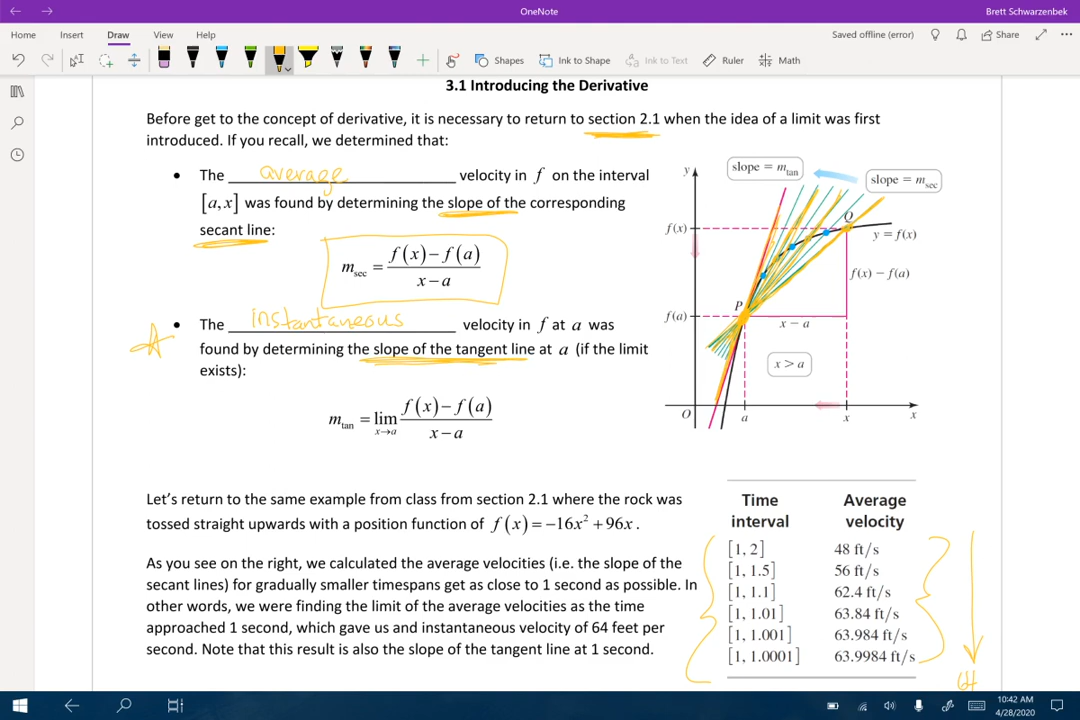 OneNote
Brett Schwarzenbek
Home Insert Draw View Help
Saved offline (error)
Share
Shapes
Ink to Shape
Ink to Text
Ruler
Math
3.1 Introducing the Derivative
Before get to the concept of derivative, it is necessary to return to section 2.1 when the idea of a limit was first
introduced. If you recall, we determined that:
• The average velocity in f on the interval
[a, x] was found by determining the slope of the corresponding
secant line:
m_sec = (f(x) − f(a)) / (x − a)
• The instantaneous velocity in f at a was
found by determining the slope of the tangent line at a (if the limit
exists):
m_tan = lim x→a (f(x) − f(a)) / (x − a)
slope = m_tan
slope = m_sec
y
Q
f(x)
y = f(x)
f(x) − f(a)
P
f(a)
x − a
x > a
O
a
x
x
Let's return to the same example from class from section 2.1 where the rock was
tossed straight upwards with a position function of f(x) = −16x² + 96x.
As you see on the right, we calculated the average velocities (i.e. the slope of the
secant lines) for gradually smaller timespans get as close to 1 second as possible. In
other words, we were finding the limit of the average velocities as the time
approached 1 second, which gave us and instantaneous velocity of 64 feet per
second. Note that this result is also the slope of the tangent line at 1 second.
Time interval
Average velocity
[1, 2] 48 ft/s
[1, 1.5] 56 ft/s
[1, 1.1] 62.4 ft/s
[1, 1.01] 63.84 ft/s
[1, 1.001] 63.984 ft/s
[1, 1.0001] 63.9984 ft/s
64
10:42 AM
4/28/2020